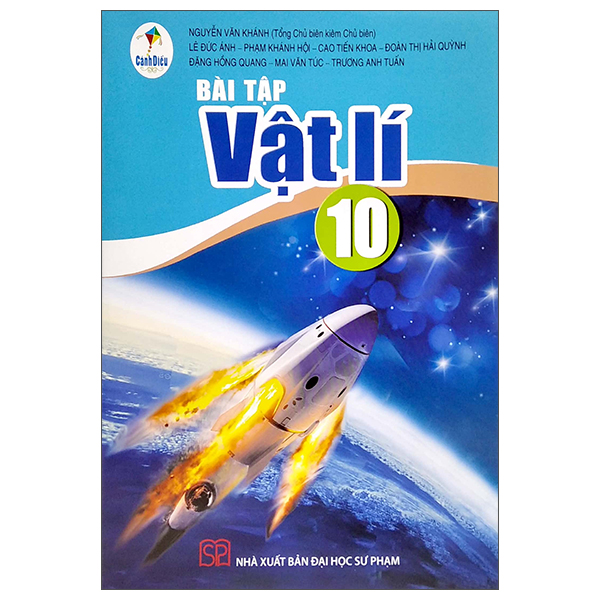 Cánh Diều
NGUYỄN VĂN KHÁNH (Tổng Chủ biên kiêm Chủ biên)
LÊ ĐỨC ÁNH – PHẠM KHÁNH HỘI – CAO TIẾN KHOA – ĐOÀN THỊ HẢI QUỲNH
ĐẶNG HỒNG QUANG – MAI VĂN TÚC – TRƯƠNG ANH TUẤN
BÀI TẬP
Vật lí
10
SP
NHÀ XUẤT BẢN ĐẠI HỌC SƯ PHẠM